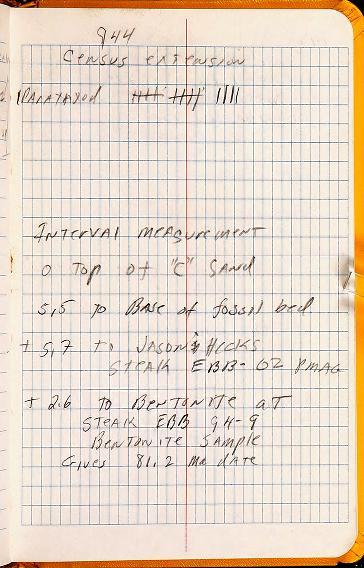 944
Census extension
Paratrygod 𝍸 𝍸 ||||
Interval measurement
0 Top of "C" Sand
5.5 to Base of fossil bed
+ 5.7 to Jason's Hicks
Steak EBB-02 PMAG
+ 2.6 to Bentonite at
Steak EBB 94-9
Bentonite Sample
Gives 81.2 ma date